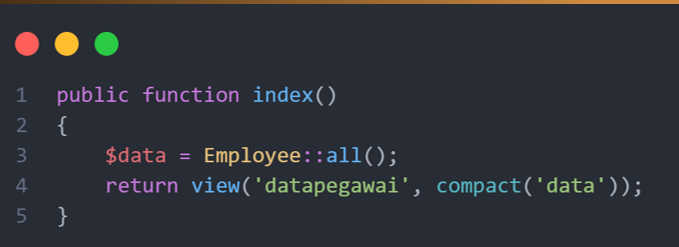 1 public function index()
2 {
3 $data = Employee::all();
4 return view('datapegawai', compact('data'));
5 }